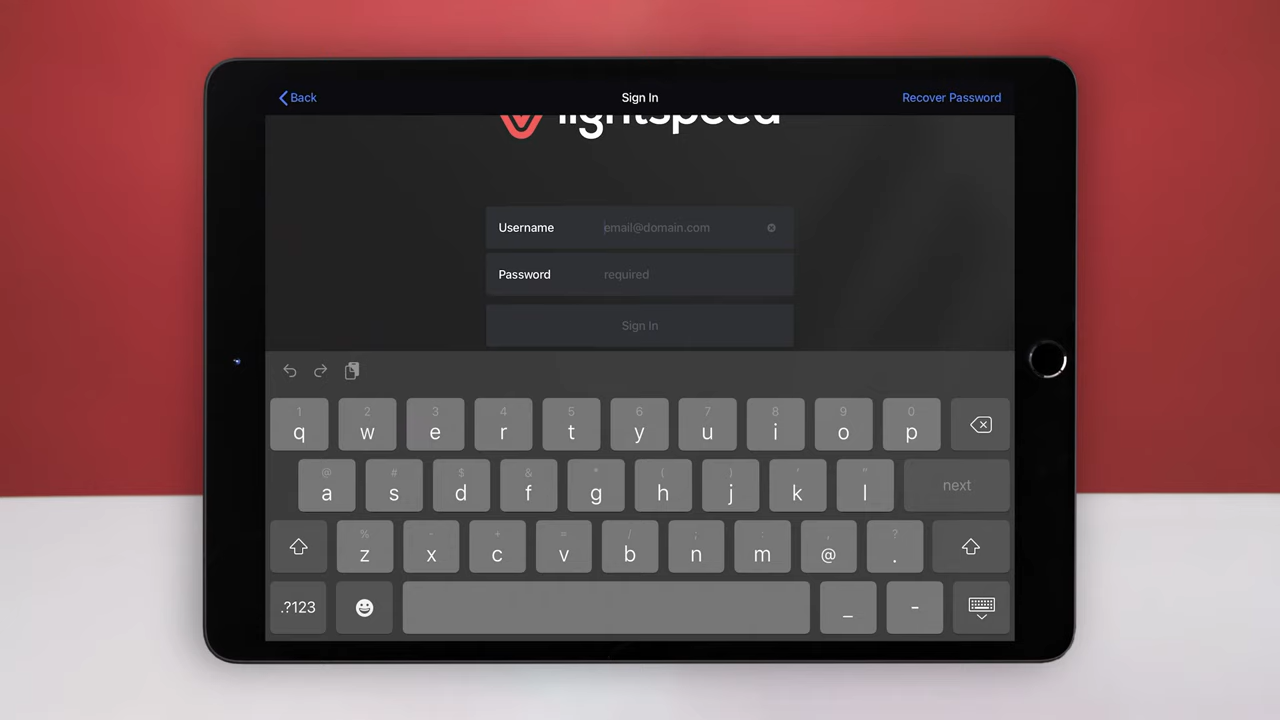 Back Sign In Recover Password
lightspeed
Username email@domain.com
Password required
Sign In
1 2 3 4 5 6 7 8 9 0
q w e r t y u i o p
@ # $ & * ( ) ' "
a s d f g h j k l next
% - + = / ; : , ?
z x c v b n m @ .
.?123 _ -